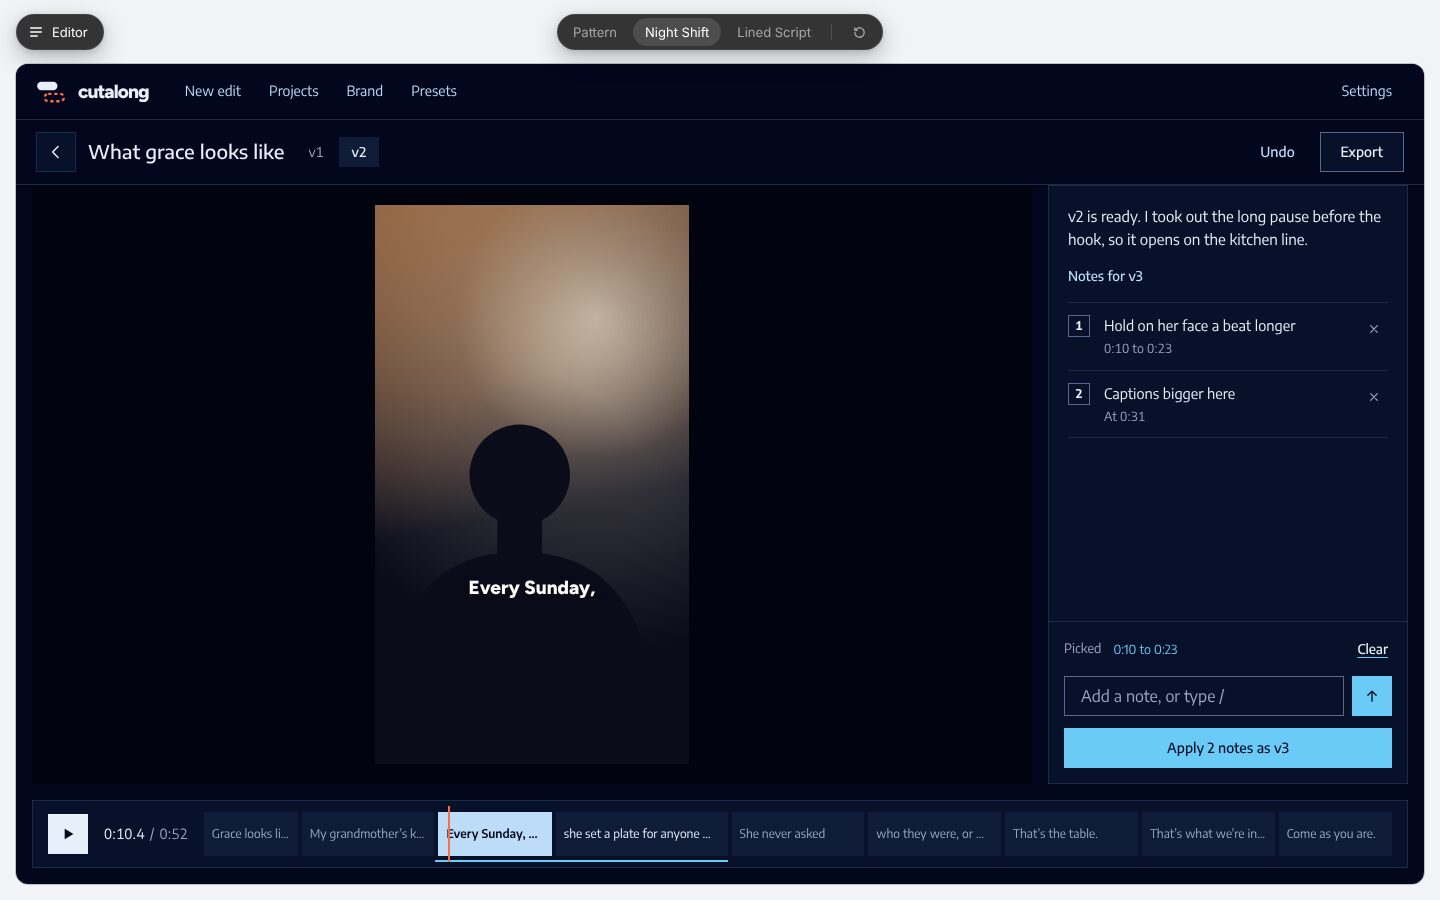 Editor
Pattern Night Shift Lined Script
cutalong New edit Projects Brand Presets Settings
What grace looks like v1 v2 Undo Export
v2 is ready. I took out the long pause before the
hook, so it opens on the kitchen line.
Notes for v3
1 Hold on her face a beat longer ×
0:10 to 0:23
2 Captions bigger here ×
At 0:31
Every Sunday,
Picked 0:10 to 0:23 Clear
Add a note, or type /
Apply 2 notes as v3
0:10.4 / 0:52 Grace looks li... My grandmother's k... Every Sunday, ... she set a plate for anyone ... She never asked who they were, or ... That's the table. That's what we're in... Come as you are.